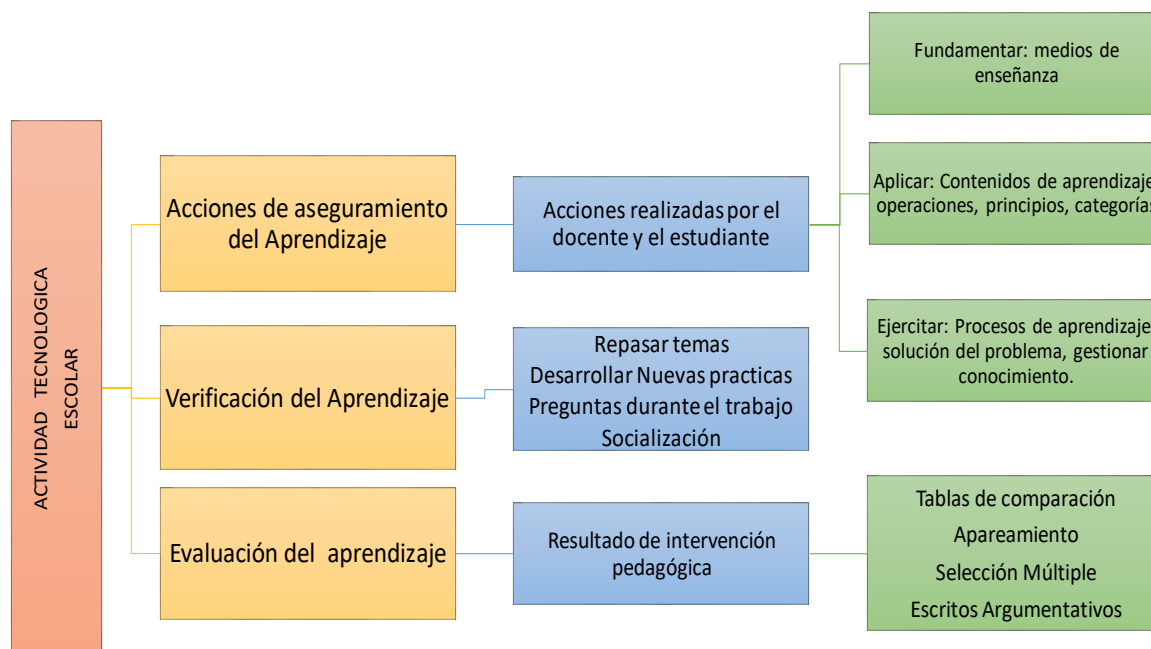 ACTIVIDAD TECNOLOGICA
ESCOLAR
Acciones de aseguramiento
del Aprendizaje
Acciones realizadas por el
docente y el estudiante
Fundamentar: medios de
enseñanza
Aplicar: Contenidos de aprendizaje
operaciones, principios, categorías
Ejercitar: Procesos de aprendizaje
solución del problema, gestionar
conocimiento.
Verificación del Aprendizaje
Repasar temas
Desarrollar Nuevas practicas
Preguntas durante el trabajo
Socialización
Evaluación del aprendizaje
Resultado de intervención
pedagógica
Tablas de comparación
Apareamiento
Selección Múltiple
Escritos Argumentativos